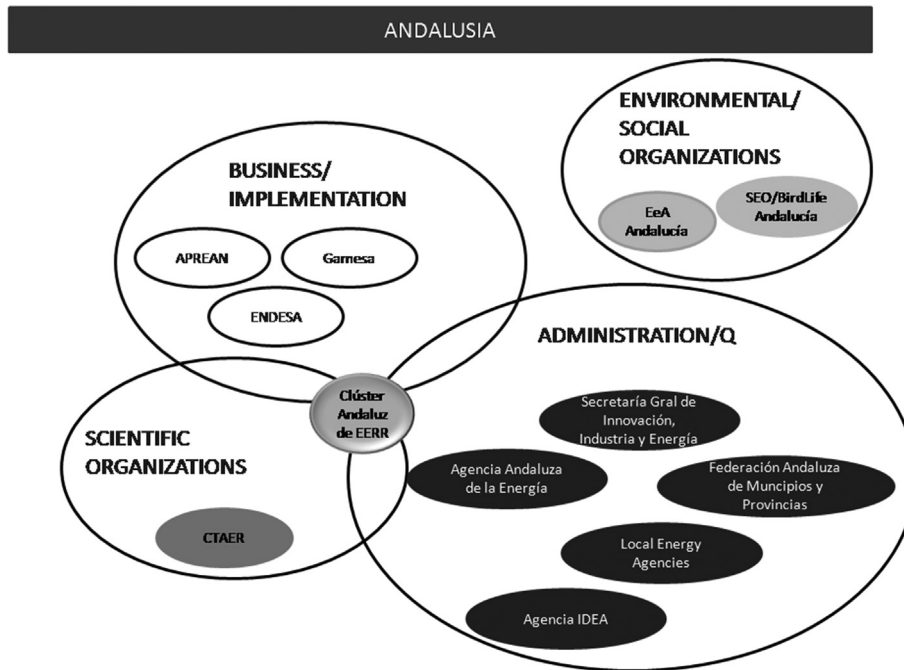 ANDALUSIA
ENVIRONMENTAL/
SOCIAL
ORGANIZATIONS
EeA
Andalucía
SEO/BirdLife
Andalucía
BUSINESS/
IMPLEMENTATION
APREAN
Gamesa
ENDESA
ADMINISTRATION/Q
Clúster
Andaluz
de EERR
SCIENTIFIC
ORGANIZATIONS
CTAER
Secretaría Gral de
Innovación,
Industria y Energía
Agencia Andaluza
de la Energía
Federación Andaluza
de Muncipios y
Provincias
Local Energy
Agencies
Agencia IDEA